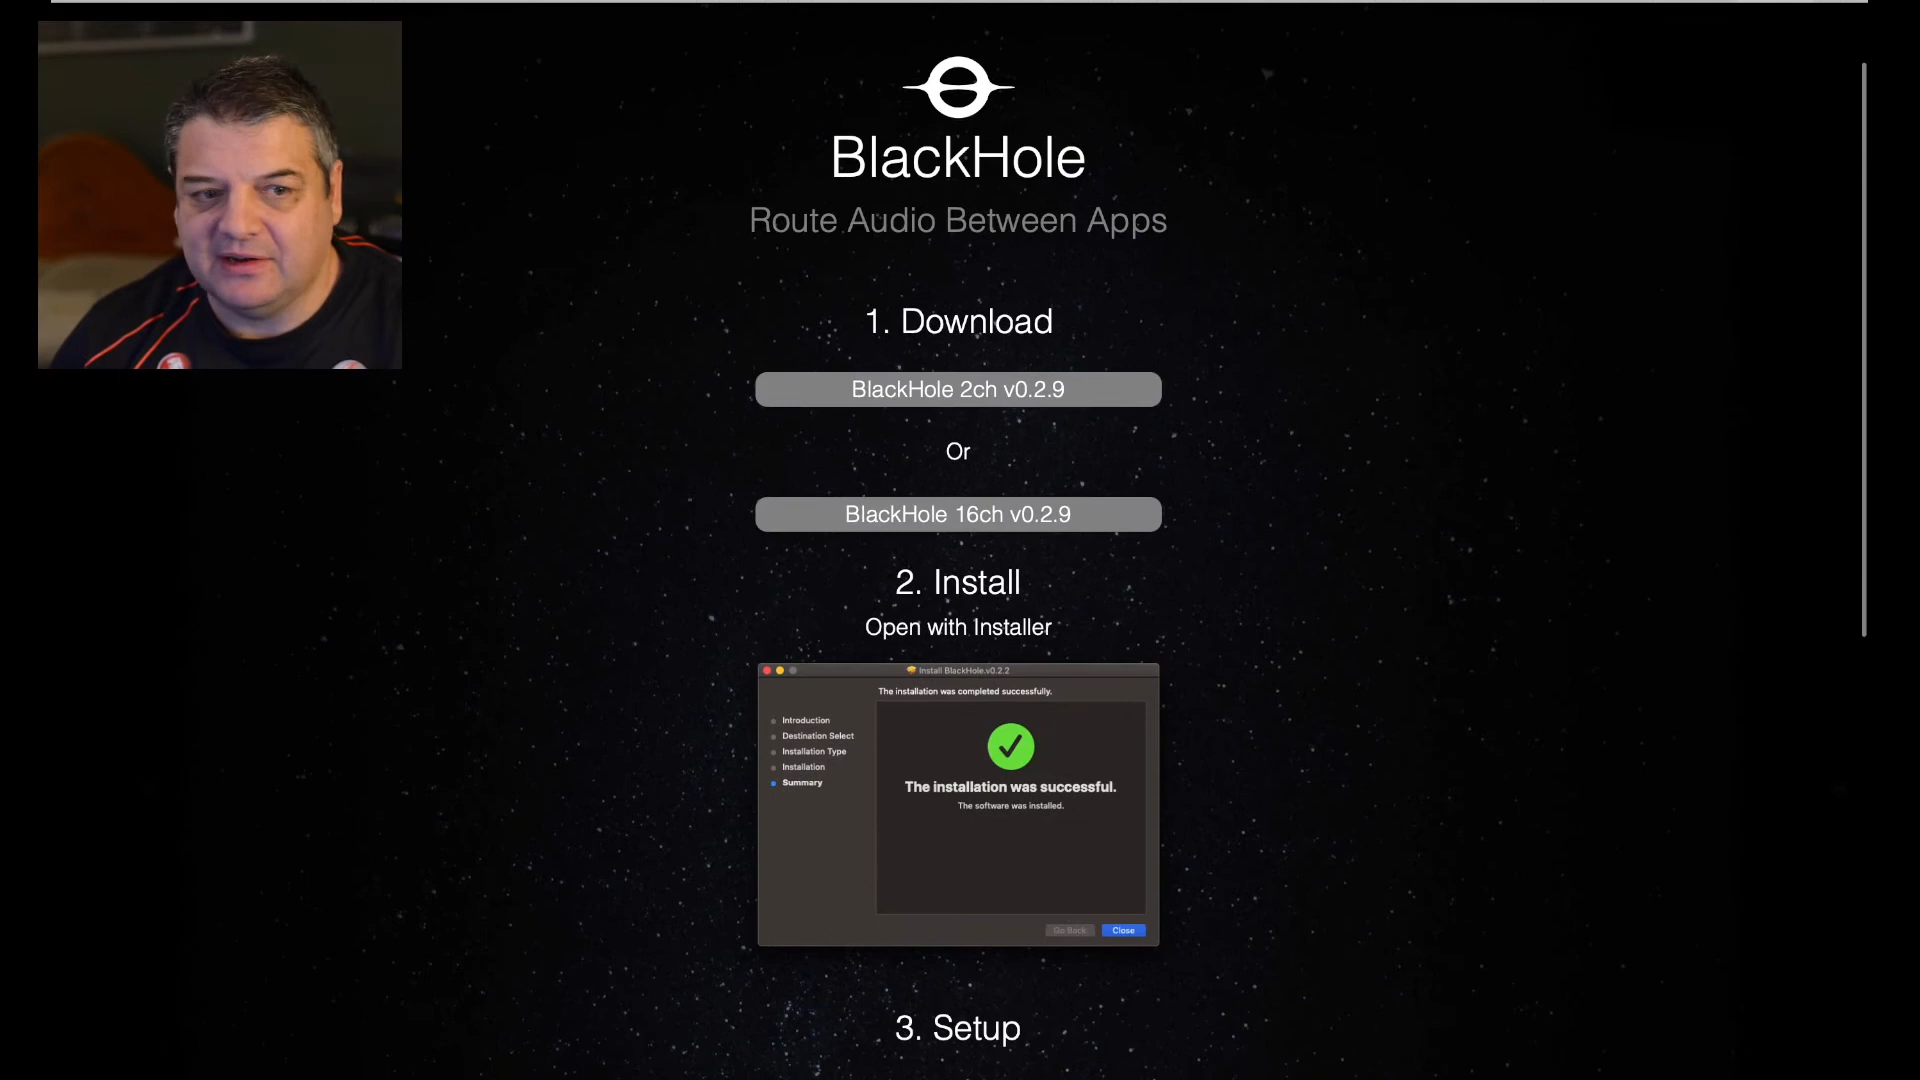 BlackHole
Route Audio Between Apps
1. Download
BlackHole 2ch v0.2.9
Or
BlackHole 16ch v0.2.9
2. Install
Open with Installer
Install BlackHole.v0.2.2
The installation was completed successfully.
Introduction
Destination Select
Installation Type
Installation
Summary
The installation was successful.
The software was installed.
Go Back
Close
3. Setup